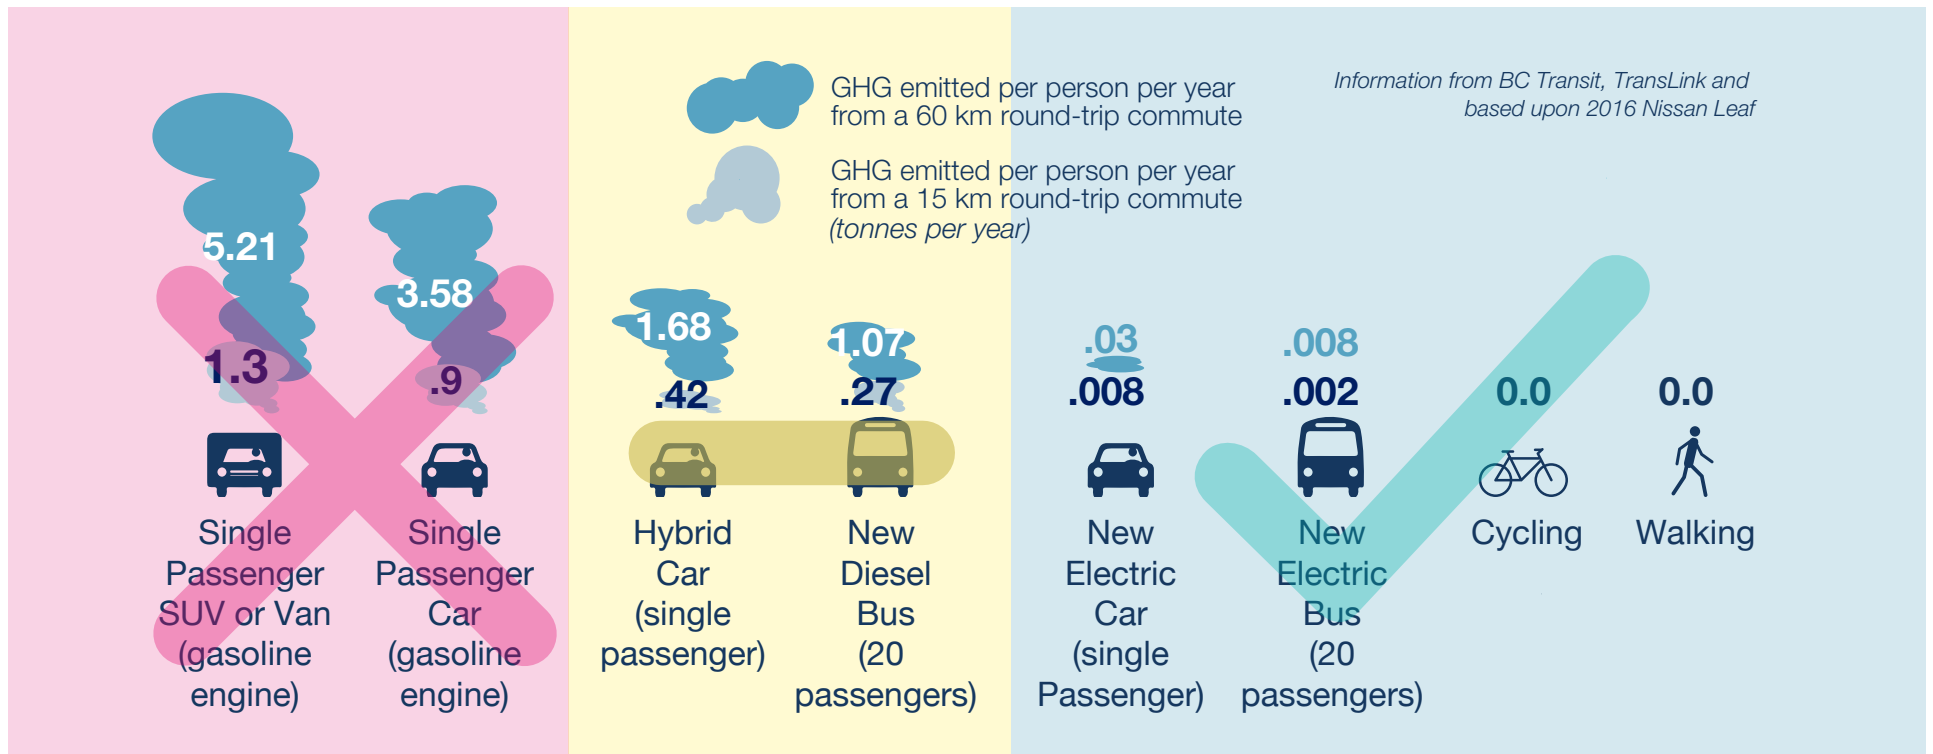 GHG emitted per person per year
from a 60 km round-trip commute
GHG emitted per person per year
from a 15 km round-trip commute
(tonnes per year)
Information from BC Transit, TransLink and
based upon 2016 Nissan Leaf
5.21
1.3
Single
Passenger
SUV or Van
(gasoline
engine)
3.58
.9
Single
Passenger
Car
(gasoline
engine)
1.68
.42
Hybrid
Car
(single
passenger)
1.07
.27
New
Diesel
Bus
(20
passengers)
.03
.008
New
Electric
Car
(single
Passenger)
.008
.002
New
Electric
Bus
(20
passengers)
0.0
Cycling
0.0
Walking